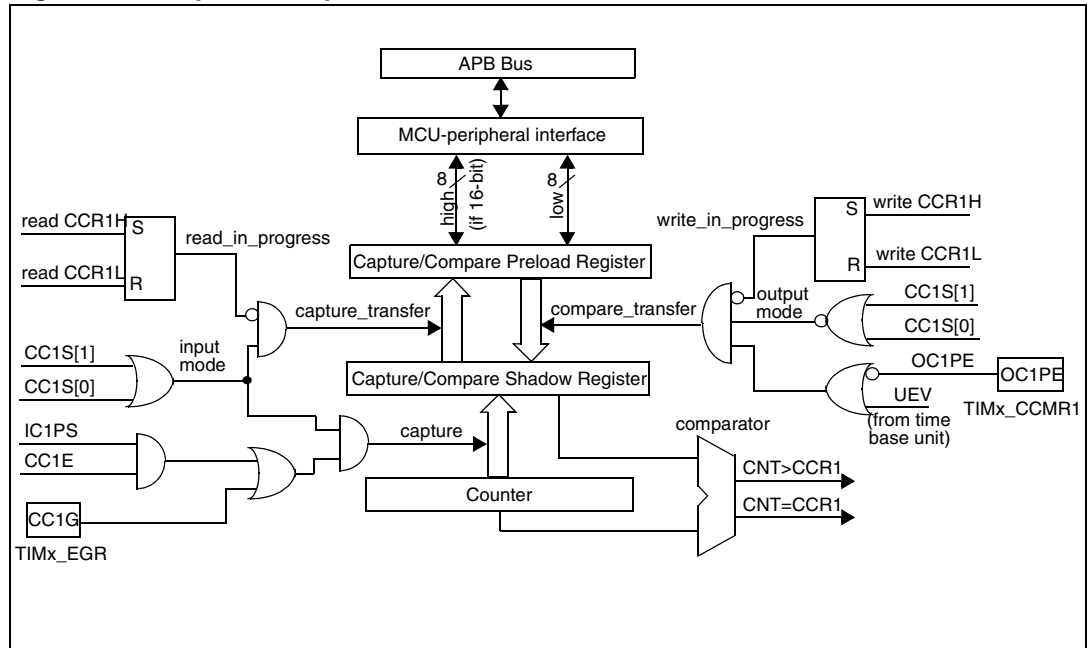 APB Bus
MCU-peripheral interface
8
high
(if 16-bit)
8
low
read CCR1H
S
read_in_progress
read CCR1L
R
write_in_progress
S
write CCR1H
R
write CCR1L
Capture/Compare Preload Register
capture_transfer
compare_transfer
output
mode
CC1S[1]
CC1S[0]
CC1S[1]
CC1S[0]
input
mode
Capture/Compare Shadow Register
OC1PE
OC1PE
UEV
(from time
base unit)
TIMx_CCMR1
IC1PS
CC1E
capture
comparator
Counter
CNT>CCR1
CNT=CCR1
CC1G
TIMx_EGR